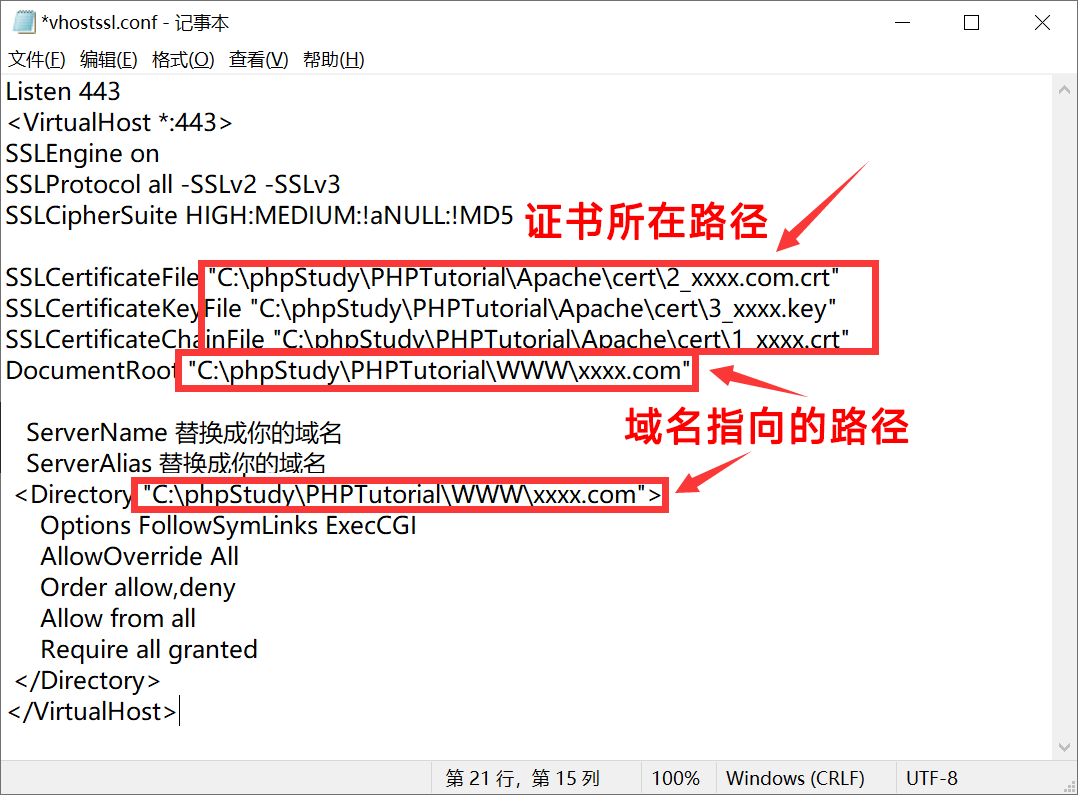 *vhostssl.conf - 记事本
文件(F) 编辑(E) 格式(O) 查看(V) 帮助(H)
Listen 443
<VirtualHost *:443>
SSLEngine on
SSLProtocol all -SSLv2 -SSLv3
SSLCipherSuite HIGH:MEDIUM:!aNULL:!MD5
证书所在路径
SSLCertificateFile "C:\phpStudy\PHPTutorial\Apache\cert\2_xxxx.com.crt"
SSLCertificateKeyFile "C:\phpStudy\PHPTutorial\Apache\cert\3_xxxx.key"
SSLCertificateChainFile "C:\phpStudy\PHPTutorial\Apache\cert\1_xxxx.crt"
DocumentRoot "C:\phpStudy\PHPTutorial\WWW\xxxx.com"
域名指向的路径
ServerName 替换成你的域名
ServerAlias 替换成你的域名
<Directory "C:\phpStudy\PHPTutorial\WWW\xxxx.com">
Options FollowSymLinks ExecCGI
AllowOverride All
Order allow,deny
Allow from all
Require all granted
</Directory>
</VirtualHost>
第 21 行，第 15 列 100% Windows (CRLF) UTF-8